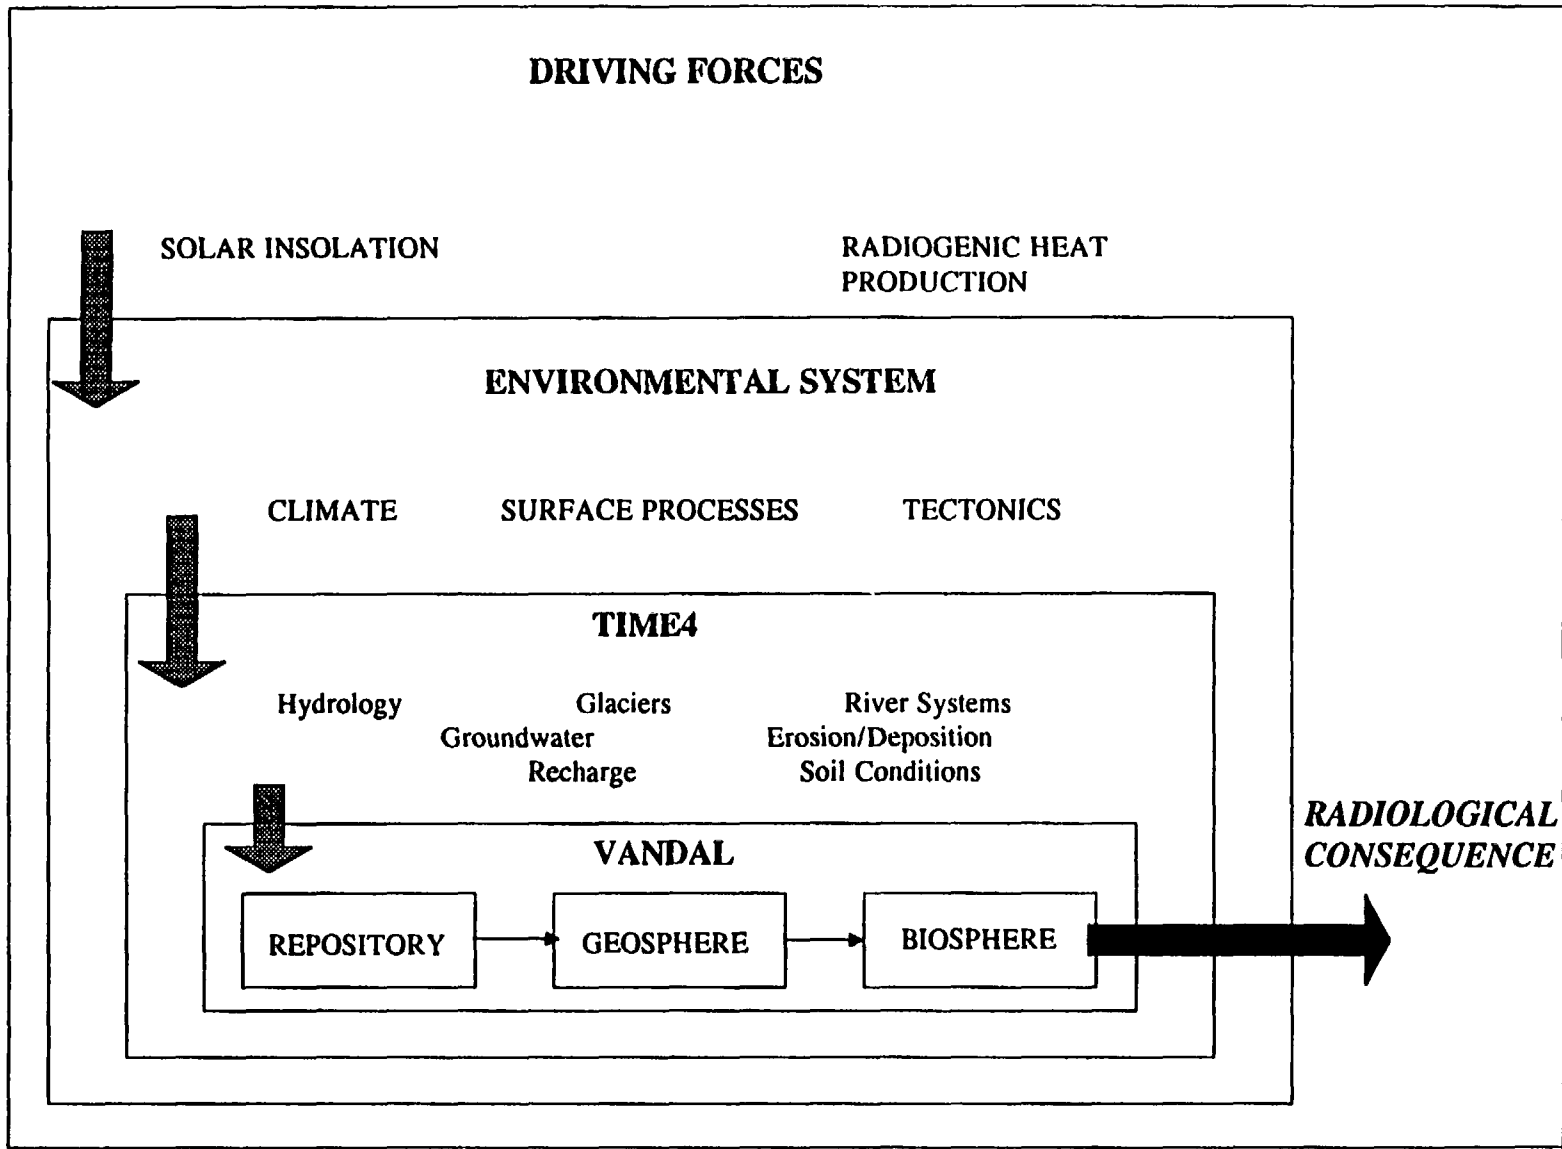 DRIVING FORCES
SOLAR INSOLATION
RADIOGENIC HEAT
PRODUCTION
ENVIRONMENTAL SYSTEM
CLIMATE
SURFACE PROCESSES
TECTONICS
TIME4
Hydrology
Glaciers
River Systems
Groundwater
Erosion/Deposition
Recharge
Soil Conditions
RADIOLOGICAL
CONSEQUENCE
VANDAL
REPOSITORY
GEOSPHERE
BIOSPHERE